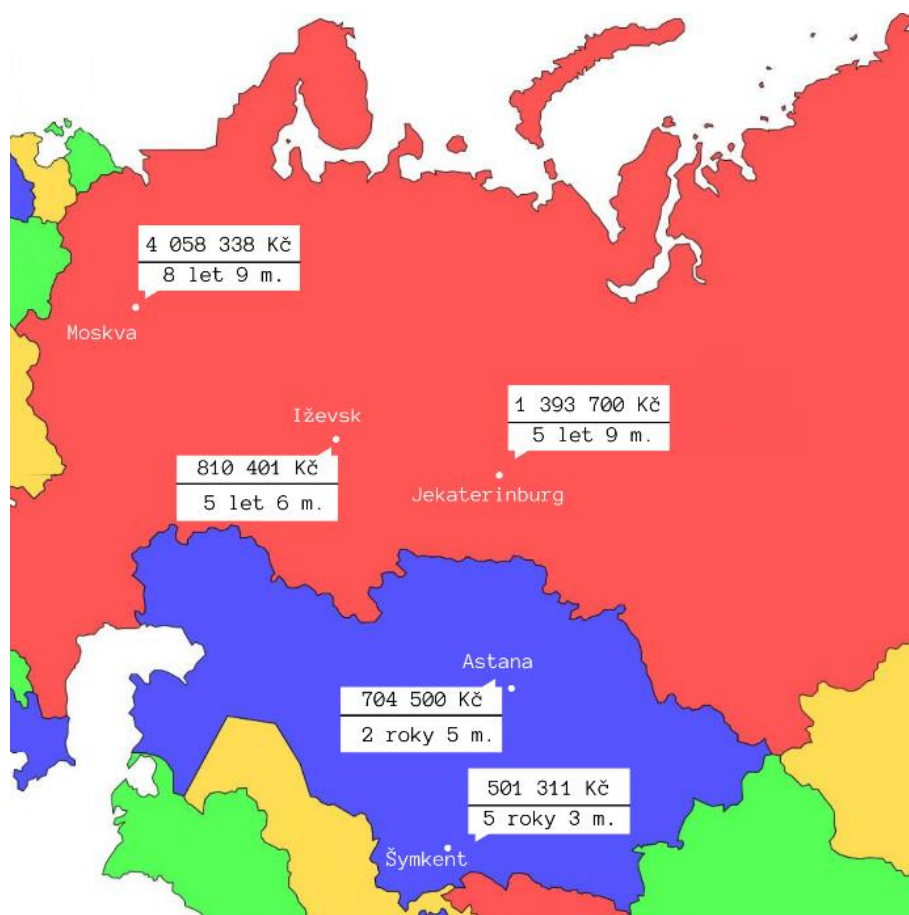 4 058 338 Kč
8 let 9 m.
Moskva
1 393 700 Kč
5 let 9 m.
Iževsk
810 401 Kč
5 let 6 m.
Jekaterinburg
Astana
704 500 Kč
2 roky 5 m.
501 311 Kč
5 roky 3 m.
Šymkent